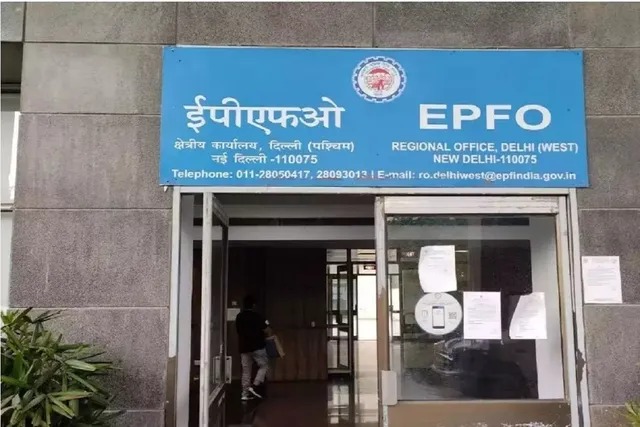 ईपीएफओ
क्षेत्रीय कार्यालय, दिल्ली (पश्चिम)
नई दिल्ली -110075
EPFO
REGIONAL OFFICE, DELHI (WEST)
NEW DELHI-110075
Telephone: 011-28050417, 28093013 | E-mail: ro.delhiwest@epfindia.gov.in